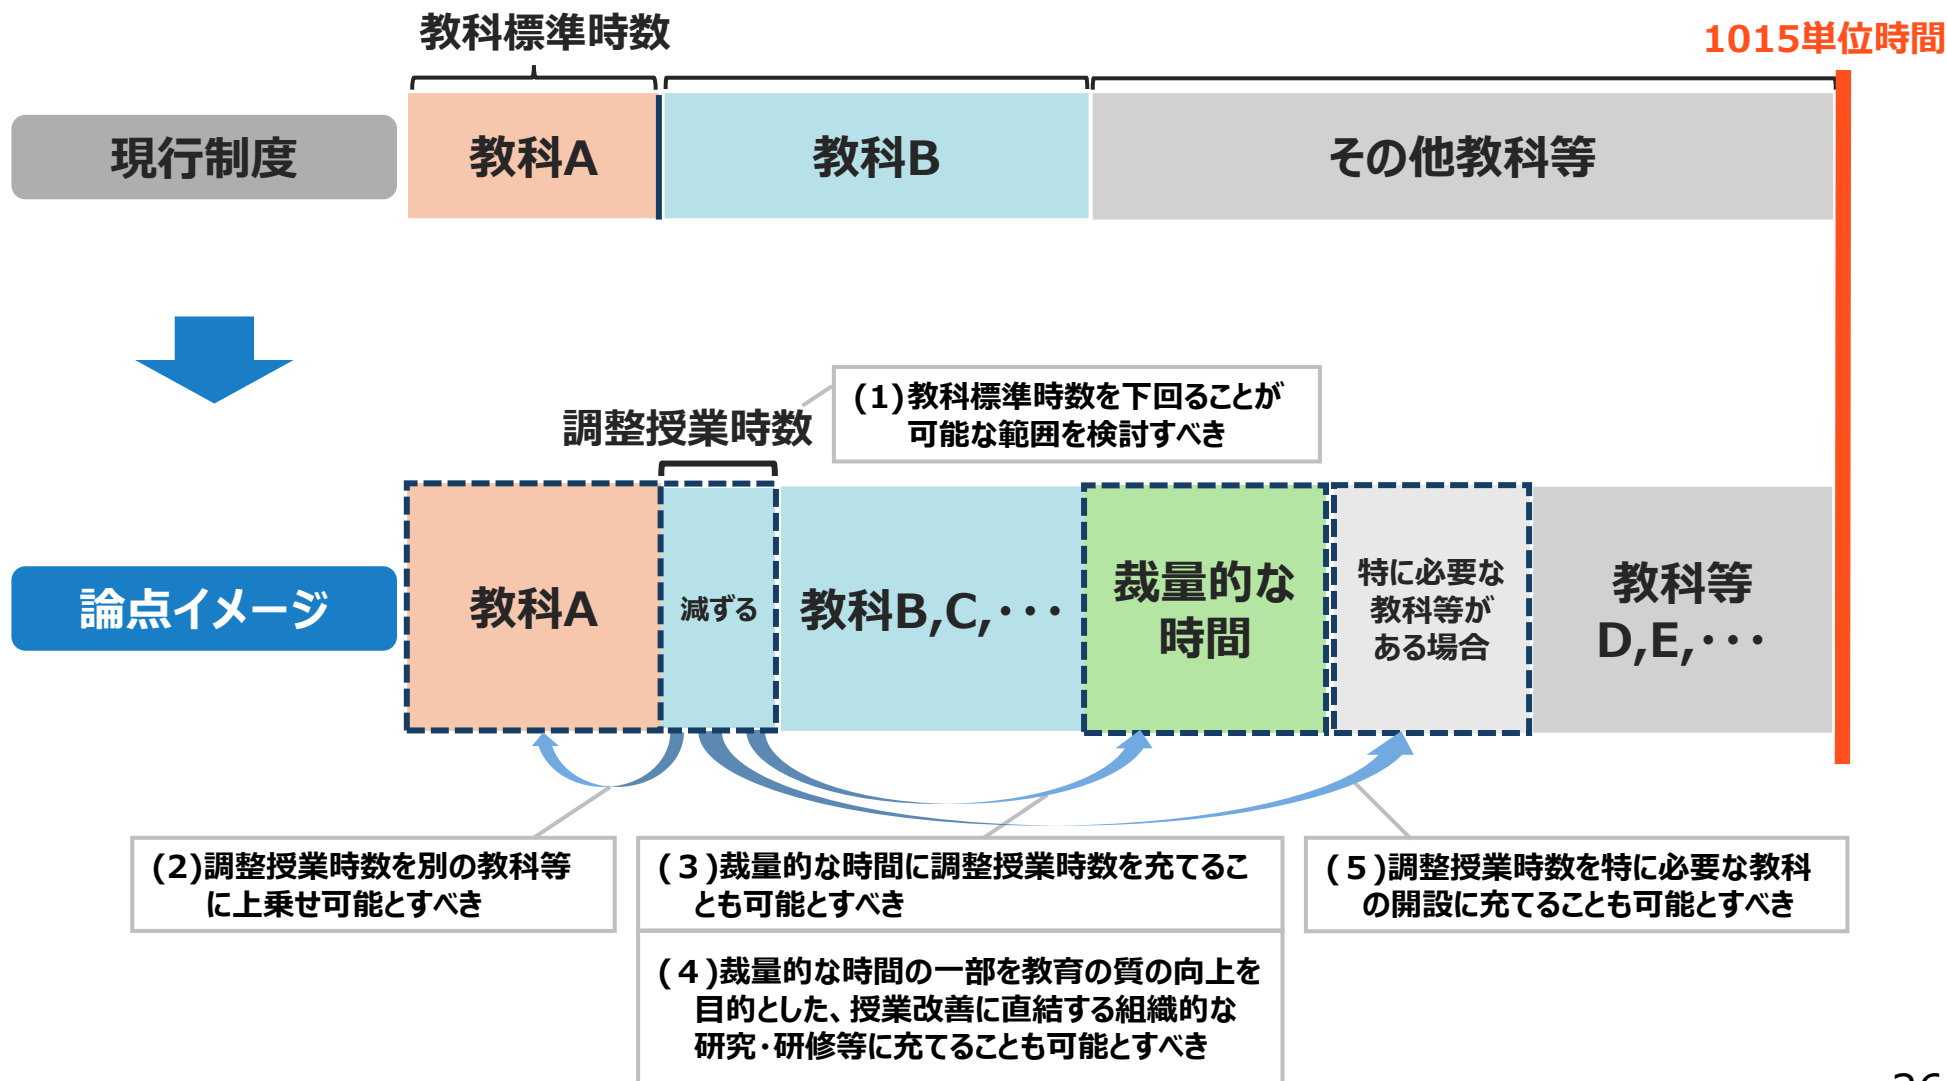 教科標準時数
1015単位時間
現行制度
教科A
教科B
その他教科等
(1)教科標準時数を下回ることが
可能な範囲を検討すべき
調整授業時数
論点イメージ
教科A
減ずる
教科B,C,・・・
裁量的な
時間
特に必要な
教科等が
ある場合
教科等
D,E,・・・
(2)調整授業時数を別の教科等
に上乗せ可能とすべき
(３)裁量的な時間に調整授業時数を充てるこ
とも可能とすべき
(５)調整授業時数を特に必要な教科
の開設に充てることも可能とすべき
(４)裁量的な時間の一部を教育の質の向上を
目的とした、授業改善に直結する組織的な
研究・研修等に充てることも可能とすべき